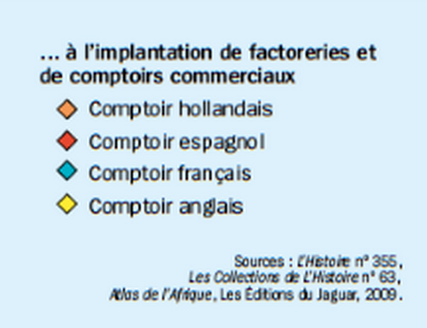 ... à l'implantation de factoreries et
de comptoirs commerciaux
Comptoir hollandais
Comptoir espagnol
Comptoir français
Comptoir anglais
Sources : L'Histoire n° 355,
Les Collections de L'Histoire n° 63,
Atlas de l'Afrique, Les Éditions du Jaguar, 2009.